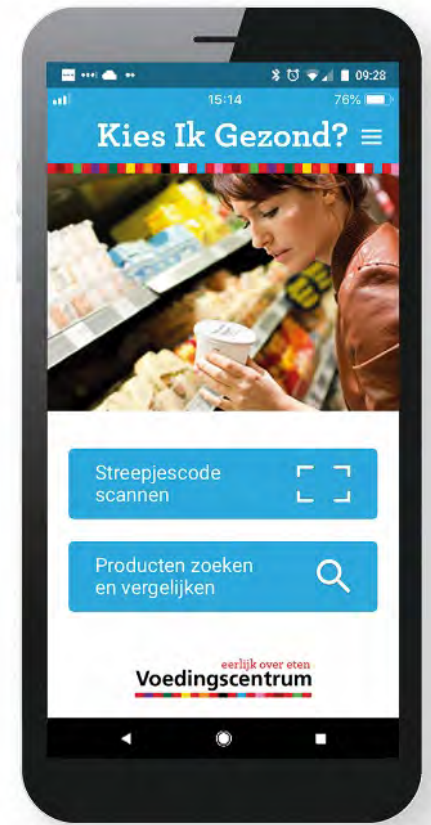 09:28
15:14
76%
Kies Ik Gezond?
Streepjescode
scannen
Producten zoeken
en vergelijken
eerlijk over eten
Voedingscentrum